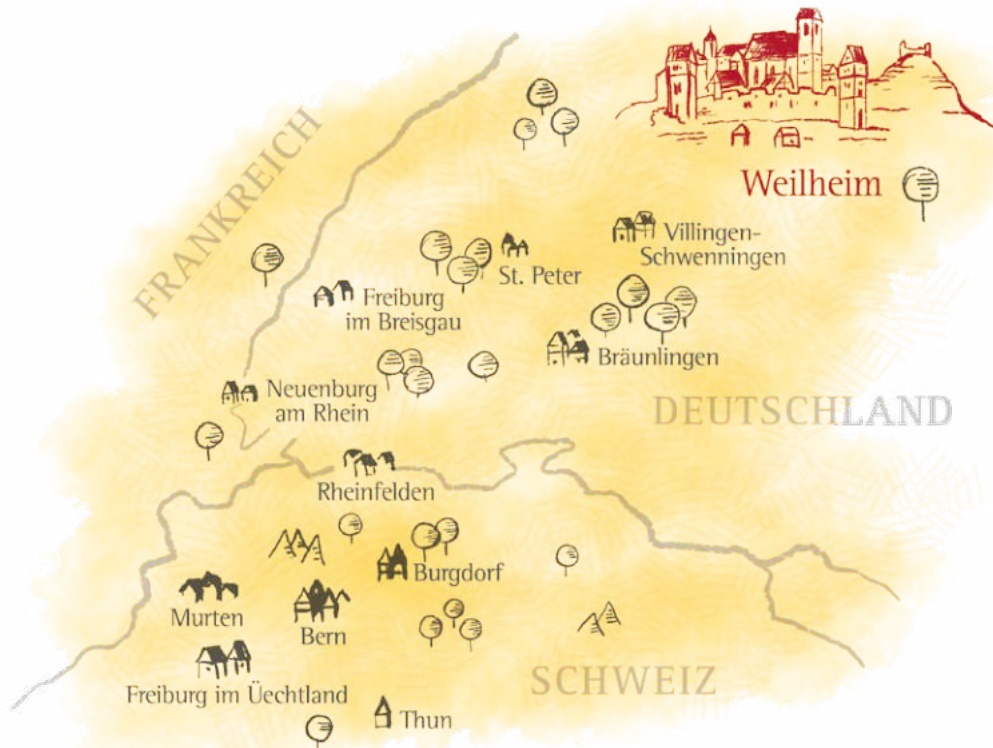 FRANKREICH
Weilheim
Villingen-
Schwenningen
St. Peter
Freiburg
im Breisgau
Bräunlingen
Neuenburg
am Rhein
DEUTSCHLAND
Rheinfelden
Burgdorf
Murten
Bern
Freiburg im Üechtland
SCHWEIZ
Thun